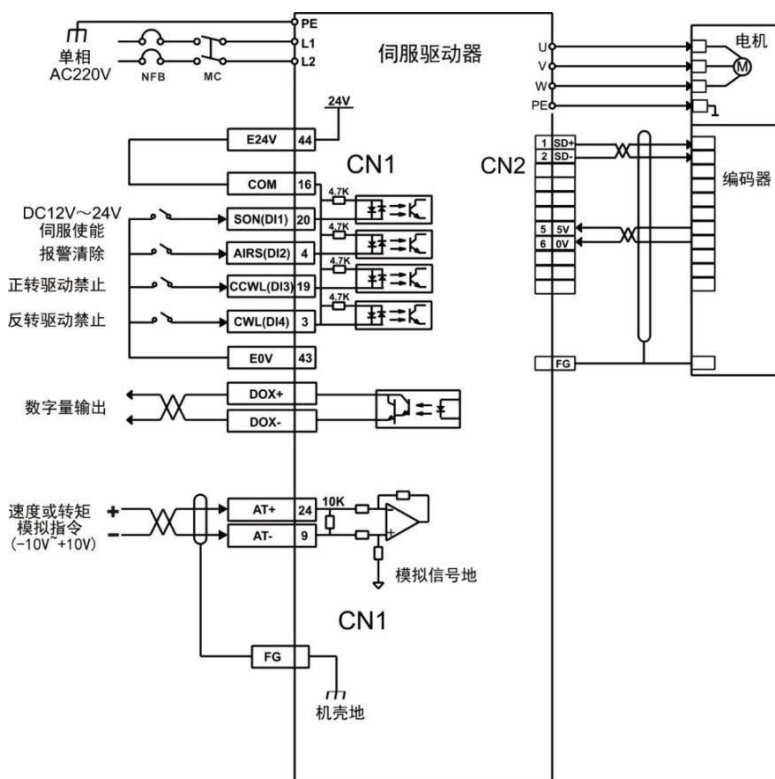 PE
L1
L2
单相
AC220V
NFB
MC
伺服驱动器
U
V
W
PE
电机
M
24V
E24V 44
CN1
COM 16
4.7K
DC12V～24V
伺服使能
SON(DI1) 20
4.7K
报警清除
AIRS(DI2) 4
4.7K
正转驱动禁止
CCWL(DI3) 19
4.7K
反转驱动禁止
CWL(DI4) 3
E0V 43
CN2
1 SD+
2 SD-
5 5V
6 0V
FG
编码器
数字量输出
DOX+
DOX-
速度或转矩
模拟指令
(-10V~+10V)
+
−
AT+ 24
AT- 9
10K
-
+
模拟信号地
CN1
FG
机壳地